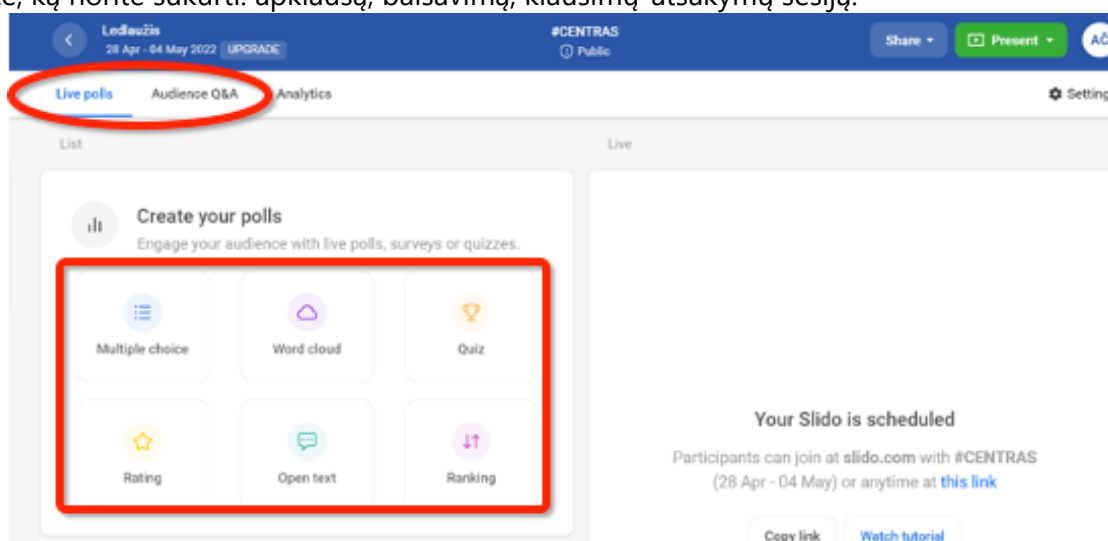 ką norite sukurti: apklausą, balsavimą, klausimų-atsakymų sesiją.
Ledlaužis
28 Apr - 04 May 2022 UPGRADE
#CENTRAS
Public
Share
Present
AČ
Live polls
Audience Q&A
Analytics
Setting
List
Live
Create your polls
Engage your audience with live polls, surveys or quizzes.
Multiple choice
Word cloud
Quiz
Rating
Open text
Ranking
Your Slido is scheduled
Participants can join at slido.com with #CENTRAS
(28 Apr - 04 May) or anytime at this link
Copy link
Watch tutorial